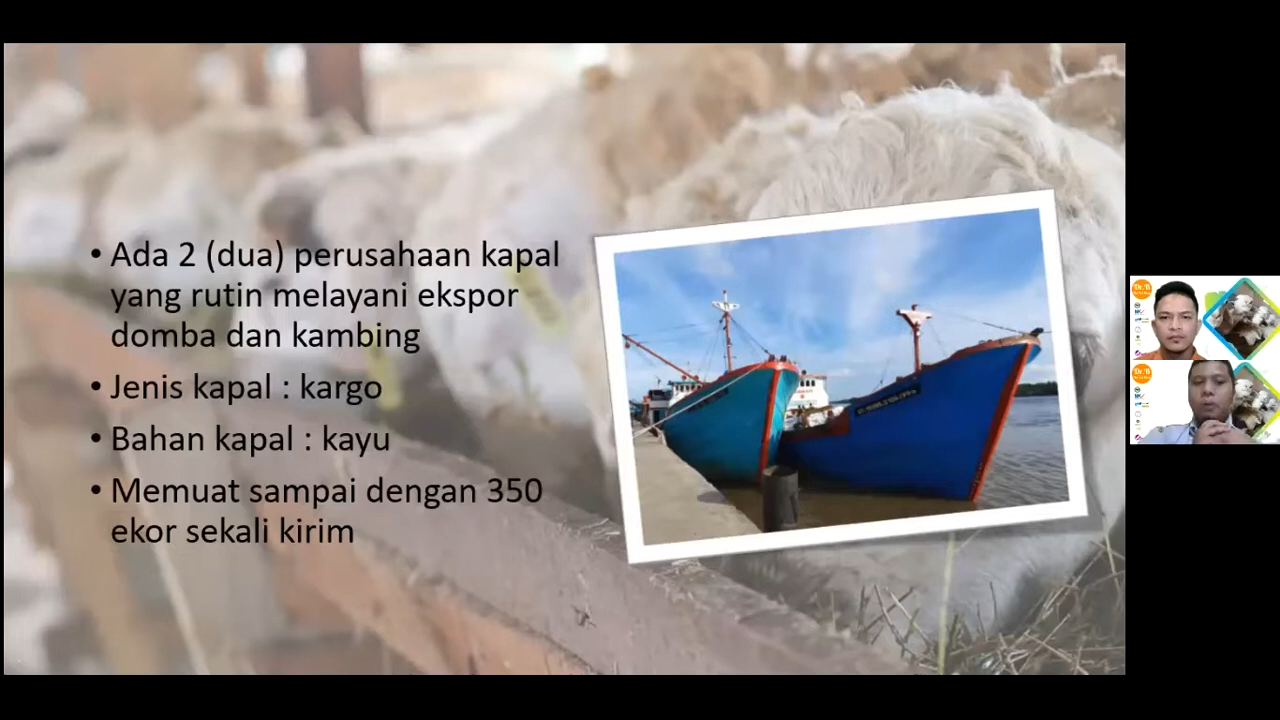 • Ada 2 (dua) perusahaan kapal
yang rutin melayani ekspor
domba dan kambing
• Jenis kapal : kargo
• Bahan kapal : kayu
• Memuat sampai dengan 350
ekor sekali kirim